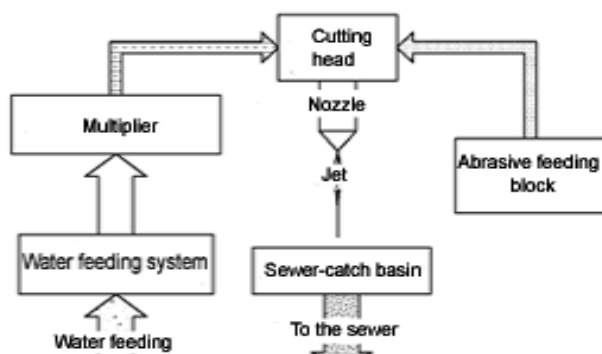 Cutting
head
Nozzle
Multiplier
Jet
Abrasive feeding
block
Water feeding system
Sewer-catch basin
Water feeding
To the sewer